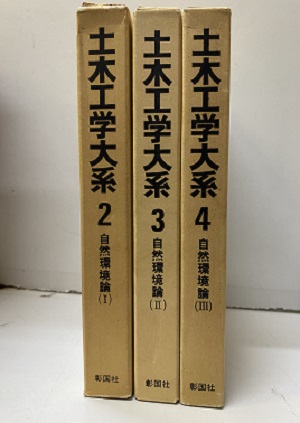 土木工学大系
2
自然環境論
(I)
彰国社
土木工学大系
3
自然環境論
(II)
彰国社
土木工学大系
4
自然環境論
(III)
彰国社